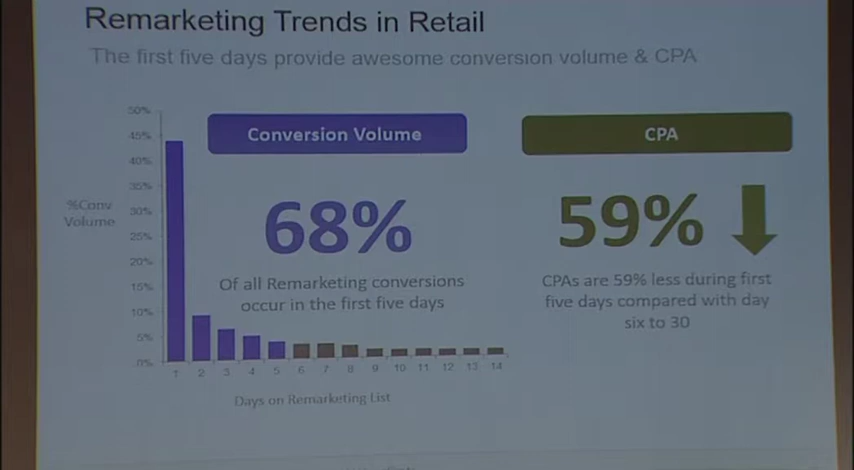 Remarketing Trends in Retail
The first five days provide awesome conversion volume & CPA
Conversion Volume
CPA
%Conv
Volume
50%
45%
40%
35%
30%
25%
20%
15%
10%
5%
0%
68%
Of all Remarketing conversions
occur in the first five days
59%
CPAs are 59% less during first
five days compared with day
six to 30
1 2 3 4 5 6 7 8 9 10 11 12 13 14
Days on Remarketing List